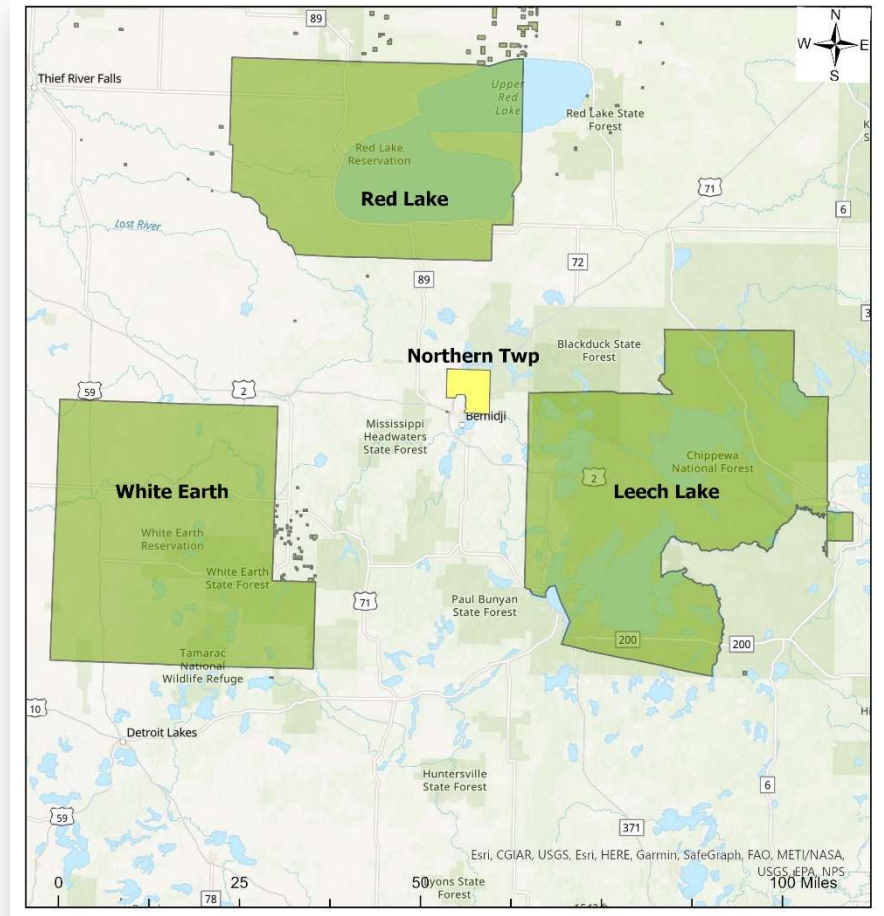 89
N
W E
S
Thief River Falls
Upper
Red
Lake
Red Lake State
Forest
Red Lake
Reservation
Red Lake
71
6
Lost River
72
89
Northern Twp
Blackduck State
Forest
59
2
Bemidji
Mississippi
Headwaters
State Forest
Chippewa
National Forest
2
White Earth
Leech Lake
White Earth
Reservation
White Earth
State Forest
71
Paul Bunyan
State Forest
200
200
Tamarac
National
Wildlife Refuge
10
Detroit Lakes
Huntersville
State Forest
6
59
371
Esri, CGIAR, USGS, Esri, HERE, Garmin, SafeGraph, FAO, METI/NASA,
USGS, EPA, NPS
0 25 50 100 Miles
yons State
Forest
78